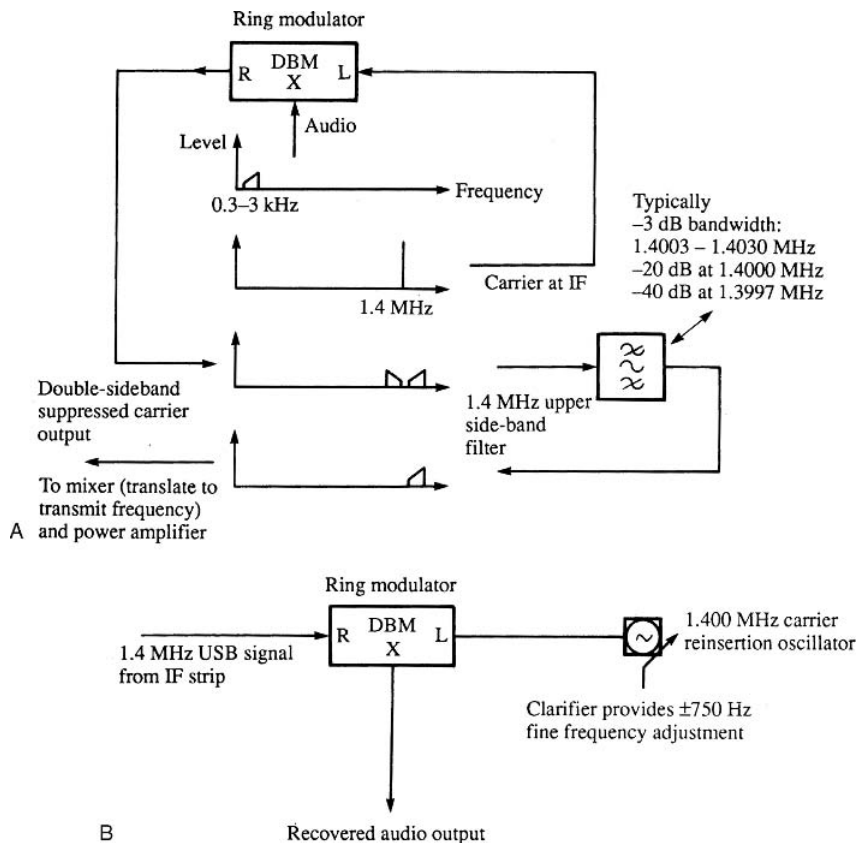 Ring modulator
DBM
R X L
Audio
Level
Frequency
0.3–3 kHz
Typically
–3 dB bandwidth:
1.4003 – 1.4030 MHz
–20 dB at 1.4000 MHz
–40 dB at 1.3997 MHz
Carrier at IF
1.4 MHz
Double-sideband
suppressed carrier
output
1.4 MHz upper
side-band
filter
To mixer (translate to
transmit frequency)
A and power amplifier
Ring modulator
R DBM L
X
1.4 MHz USB signal
from IF strip
1.400 MHz carrier
reinsertion oscillator
Clarifier provides ±750 Hz
fine frequency adjustment
B Recovered audio output